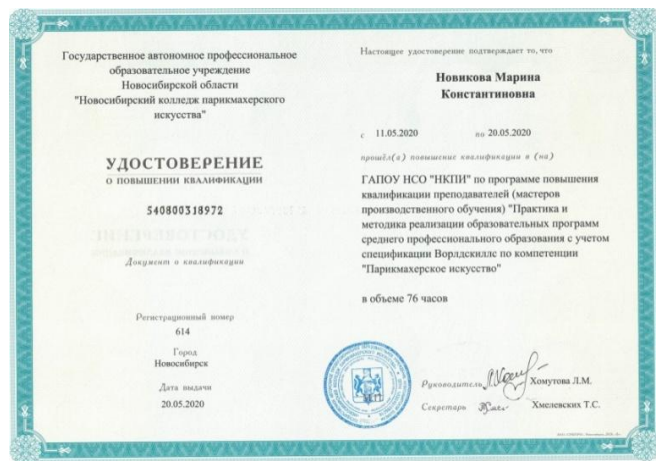 Государственное автономное профессиональное
образовательное учреждение
Новосибирской области
"Новосибирский колледж парикмахерского
искусства"
УДОСТОВЕРЕНИЕ
О ПОВЫШЕНИИ КВАЛИФИКАЦИИ
540800318972
Документ о квалификации
Регистрационный номер
614
Город
Новосибирск
Дата выдачи
20.05.2020
Настоящее удостоверение подтверждает то, что
Новикова Марина
Константиновна
с 11.05.2020 по 20.05.2020
прошёл(а) повышение квалификации в (на)
ГАПОУ НСО "НКПИ" по программе повышения
квалификации преподавателей (мастеров
производственного обучения) "Практика и
методика реализации образовательных программ
среднего профессионального образования с учетом
спецификации Ворлдскиллс по компетенции
"Парикмахерское искусство"
в объеме 76 часов
М.П.
Руководитель Хомутова Л.М.
Секретарь Хмелевских Т.С.